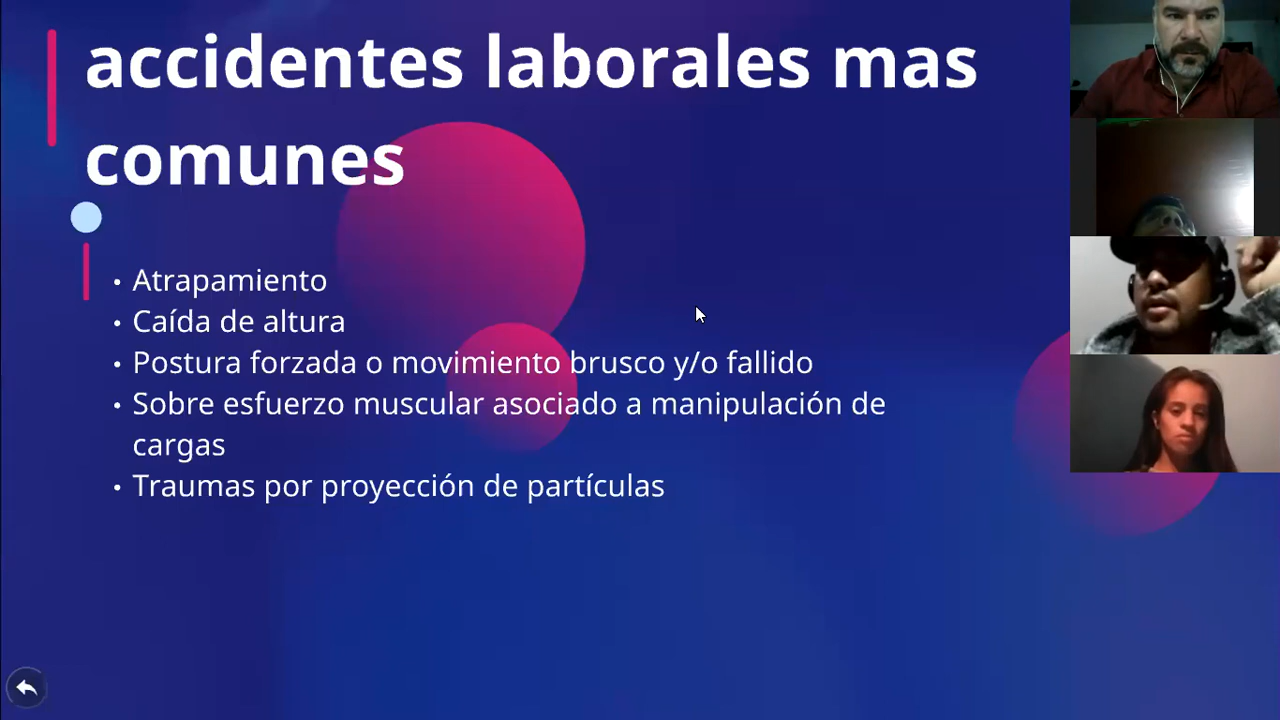 accidentes laborales mas
comunes
• Atrapamiento
• Caída de altura
• Postura forzada o movimiento brusco y/o fallido
• Sobre esfuerzo muscular asociado a manipulación de
cargas
• Traumas por proyección de partículas